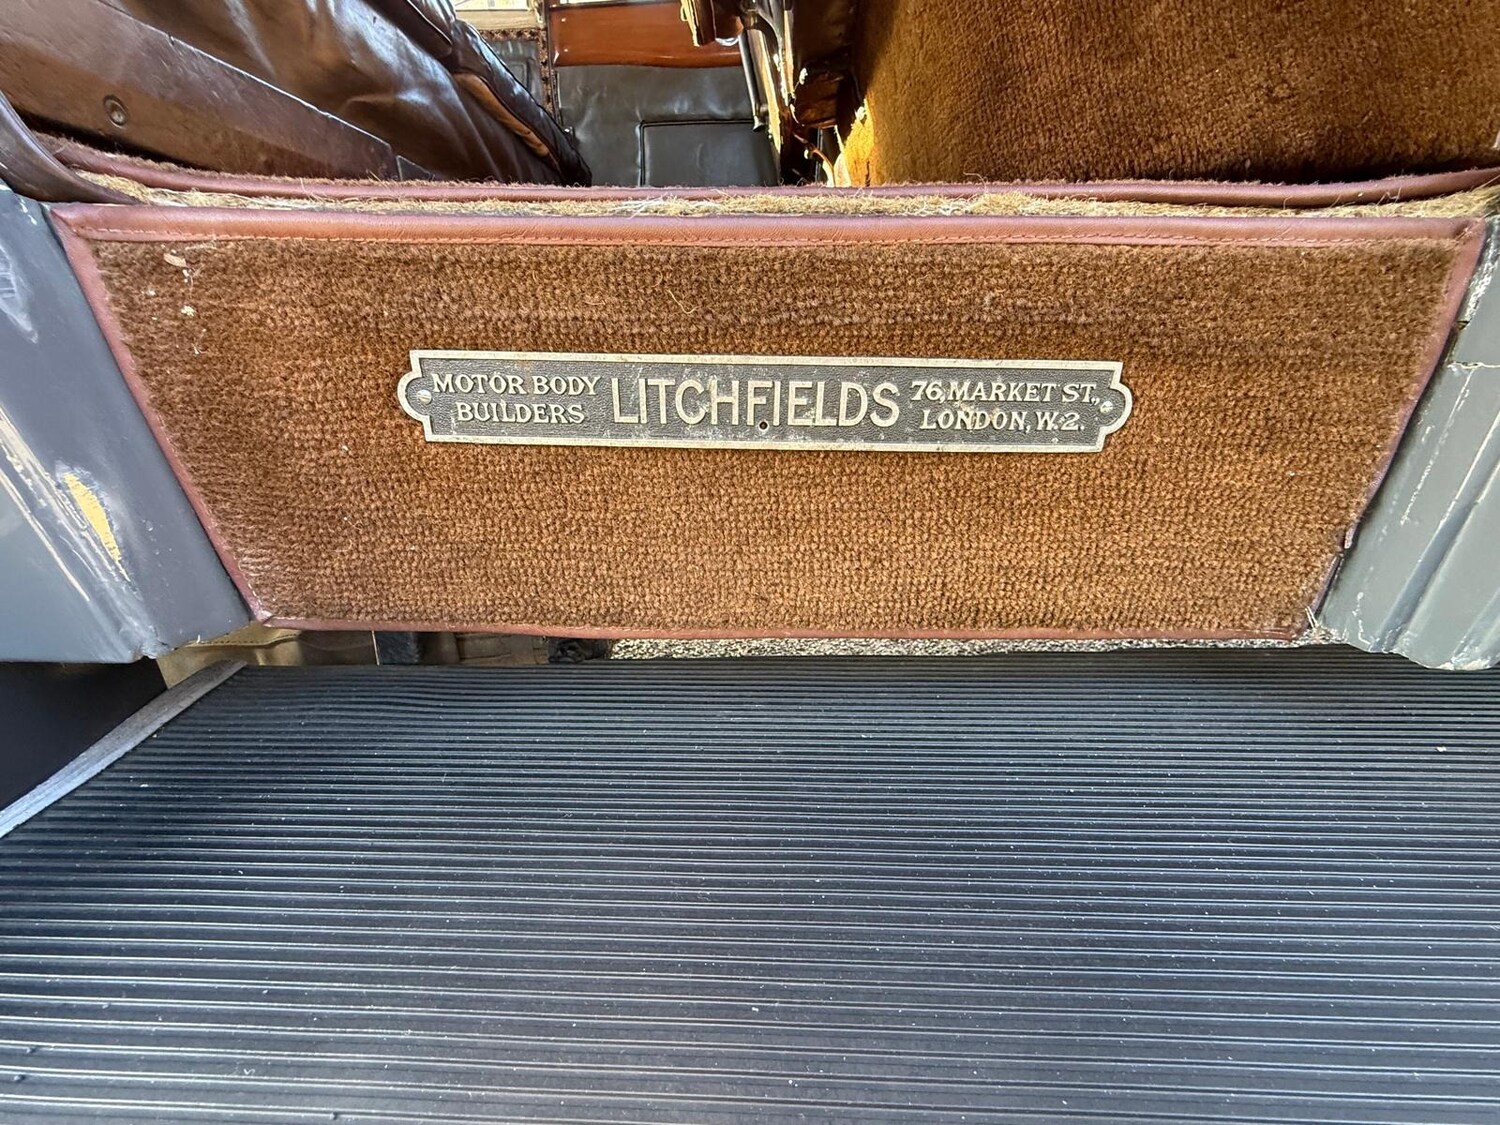 MOTOR BODY
BUILDERS
LITCHFIELDS
76, MARKET ST.,
LONDON, W.2.